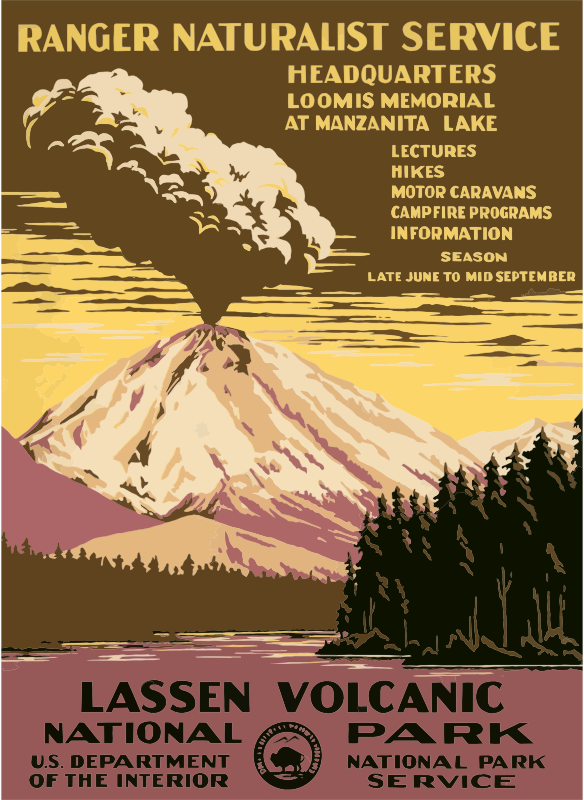 RANGER NATURALIST SERVICE
HEADQUARTERS
LOOMIS MEMORIAL
AT MANZANITA LAKE
LECTURES
HIKES
MOTOR CARAVANS
CAMPFIRE PROGRAMS
INFORMATION
SEASON
LATE JUNE TO MID SEPTEMBER
LASSEN VOLCANIC
NATIONAL PARK
U.S. DEPARTMENT
OF THE INTERIOR
NATIONAL PARK
SERVICE